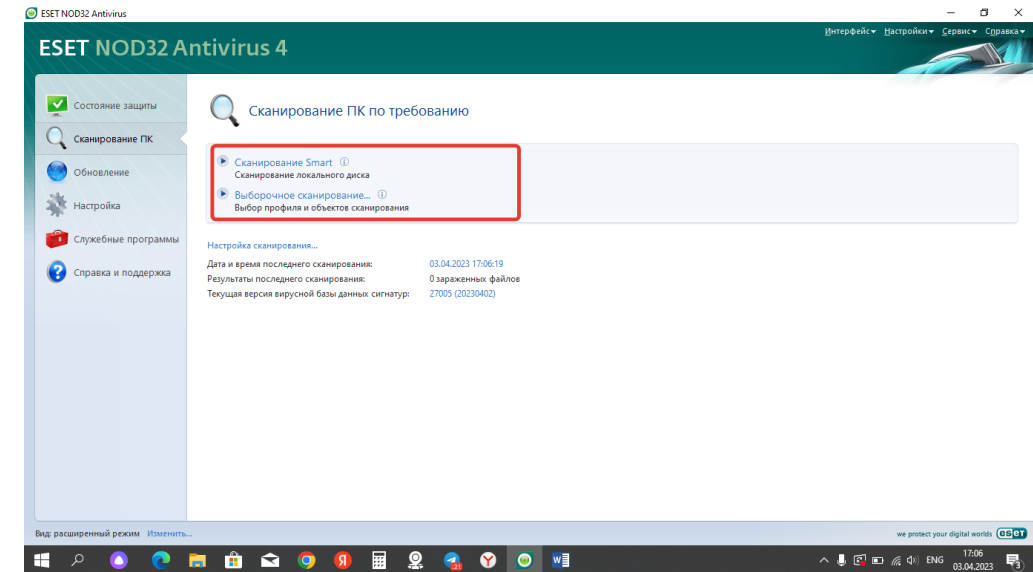 ESET NOD32 Antivirus
Интерфейс Настройки Сервис Справка
ESET NOD32 Antivirus 4
Состояние защиты
Сканирование ПК
Обновление
Настройка
Служебные программы
Справка и поддержка
Сканирование ПК по требованию
Сканирование Smart
Сканирование локального диска
Выборочное сканирование...
Выбор профиля и объектов сканирования
Настройка сканирования...
Дата и время последнего сканирования: 03.04.2023 17:06:19
Результаты последнего сканирования: 0 зараженных файлов
Текущая версия вирусной базы данных сигнатур: 27005 (20230402)
Вид: расширенный режим Изменить...
we protect your digital worlds eseT
ENG
17:06
03.04.2023
21
3